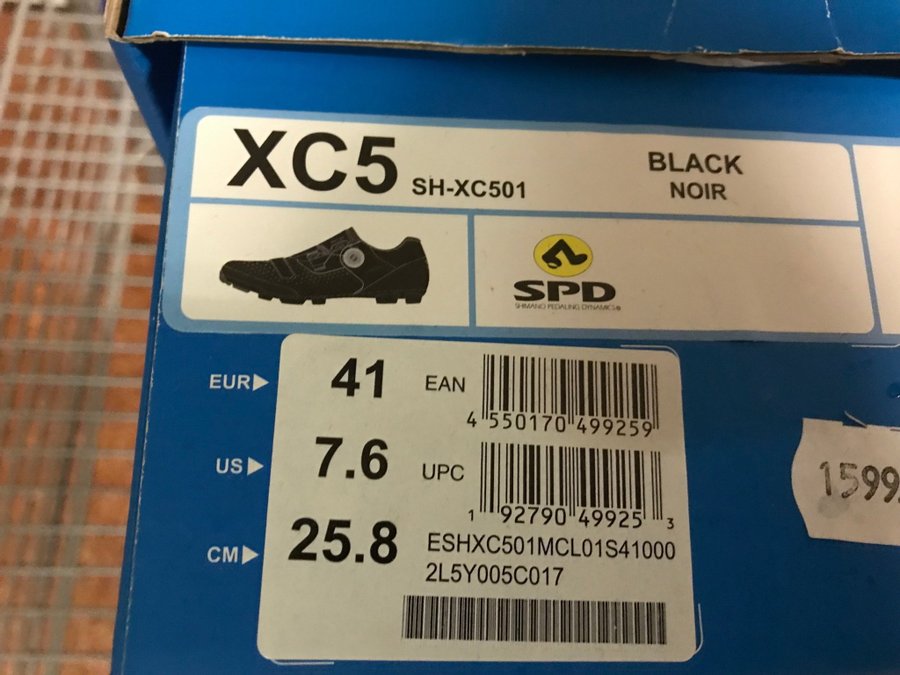 XC5 SH-XC501
BLACK
NOIR
SPD
SHIMANO PEDALING DYNAMICS®
EUR▶ 41
US▶ 7.6
CM▶ 25.8
EAN
4 550170 499259
UPC
1 92790 49925 3
ESHXC501MCL01S41000
2L5Y005C017
1599